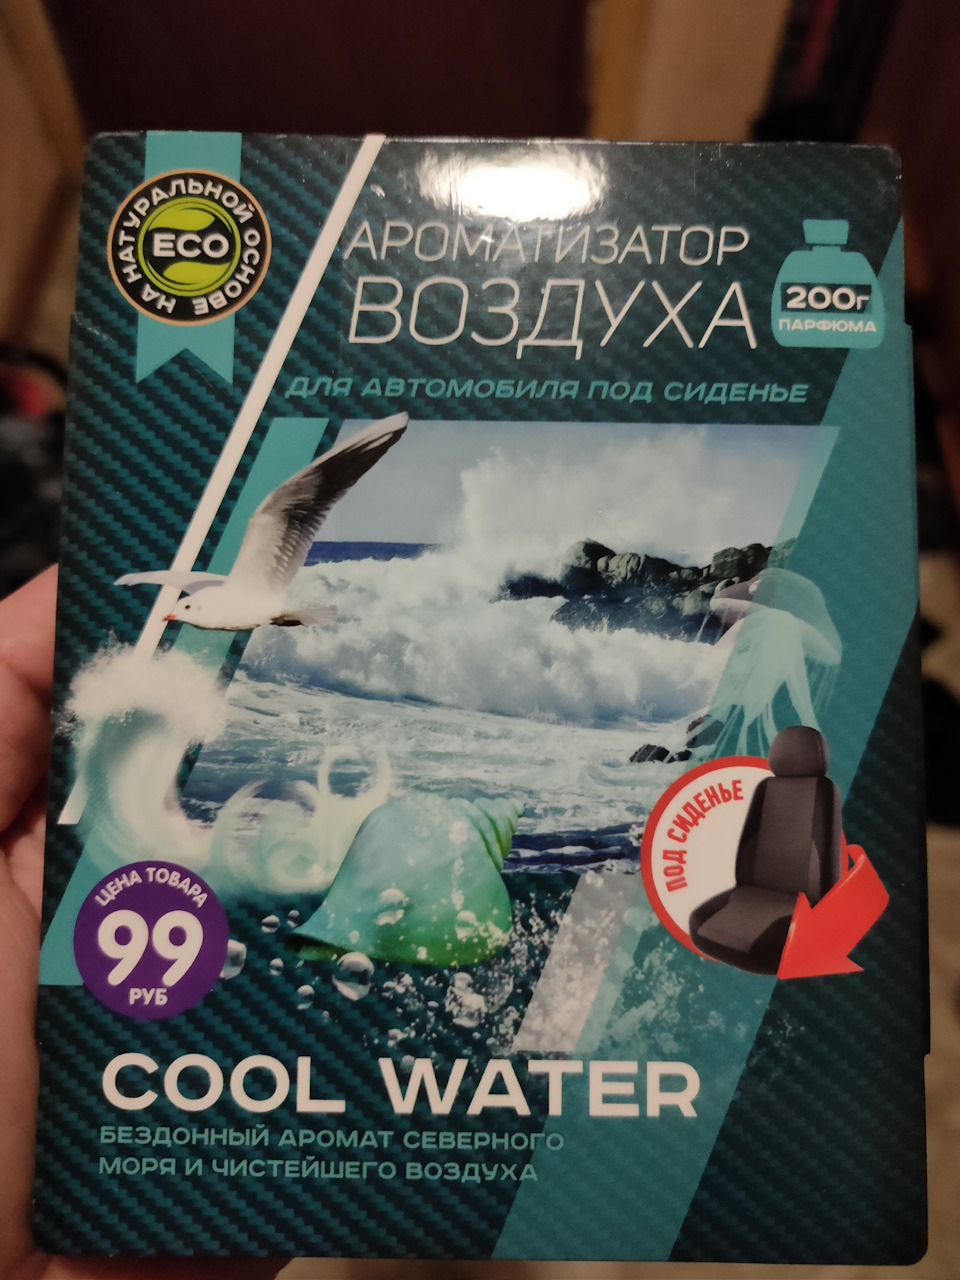 НА НАТУРАЛЬНОЙ ОСНОВЕ
ECO
АРОМАТИЗАТОР
ВОЗДУХА
200г
ПАРФЮМА
ДЛЯ АВТОМОБИЛЯ ПОД СИДЕНЬЕ
ПОД СИДЕНЬЕ
ЦЕНА ТОВАРА
99
РУБ
COOL WATER
БЕЗДОННЫЙ АРОМАТ СЕВЕРНОГО
МОРЯ И ЧИСТЕЙШЕГО ВОЗДУХА